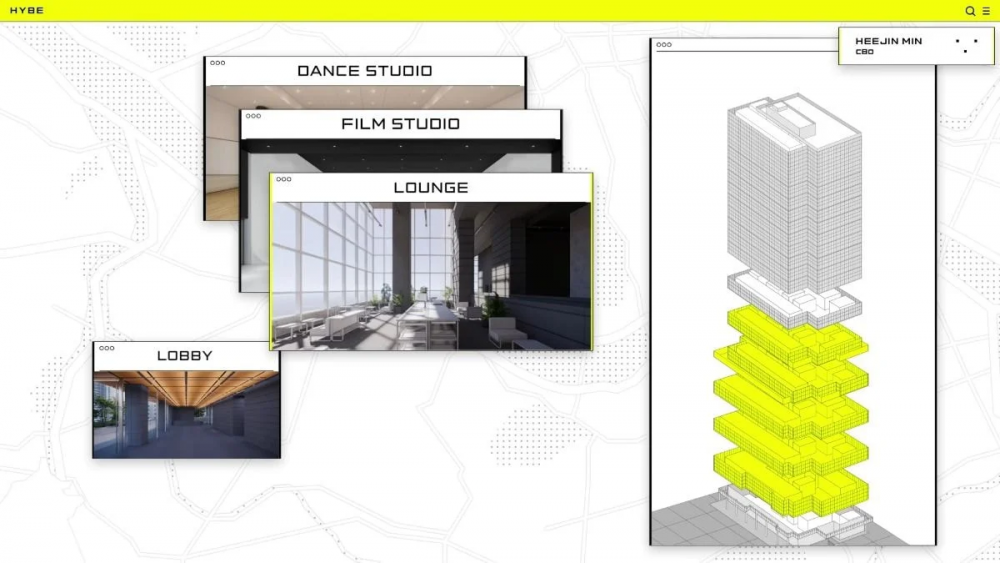 HYBE
HEEJIN MIN
CBO
DANCE STUDIO
FILM STUDIO
LOUNGE
LOBBY